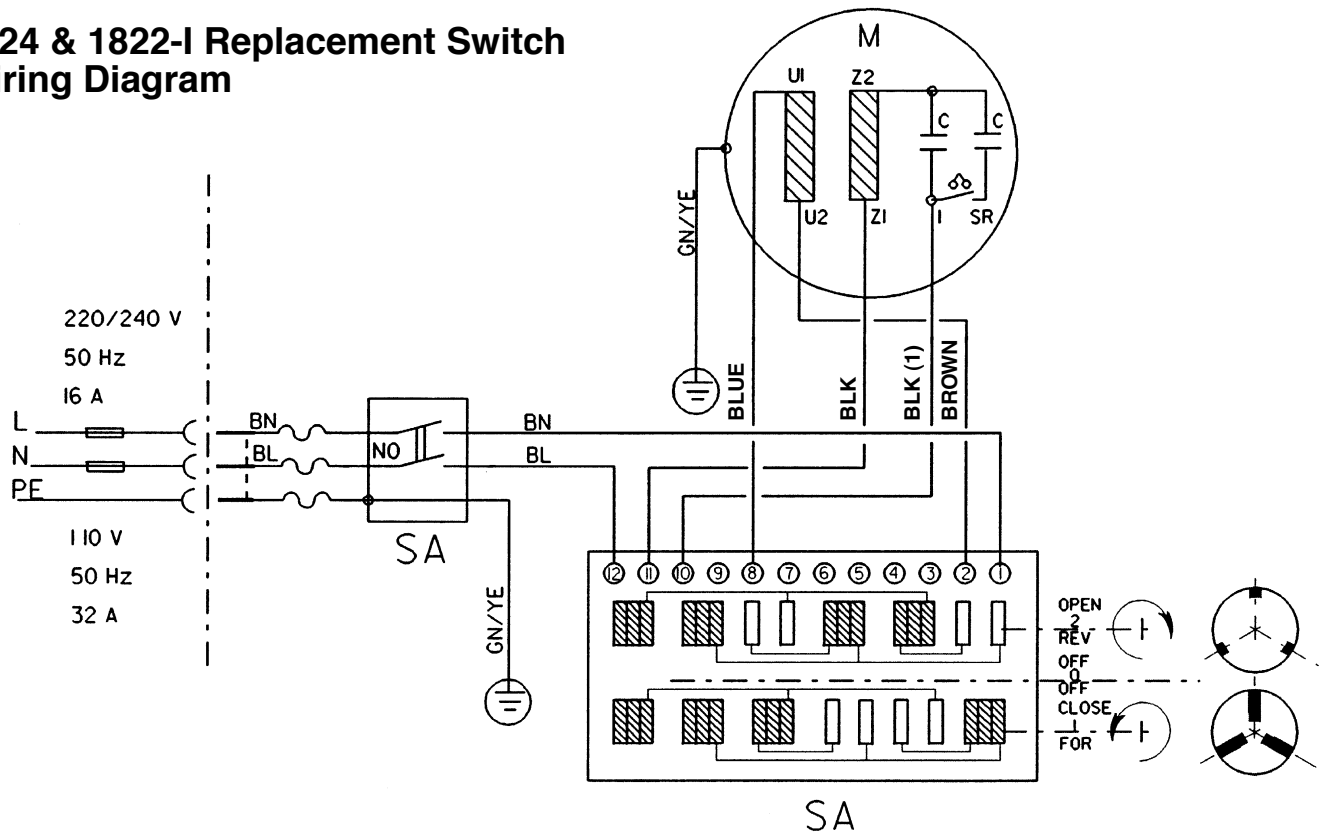 24 & 1822-I Replacement Switch
iring Diagram
M
U1 Z2
C C
U2 Z1 1 SR
GN/YE
220/240 V
50 Hz
16 A
BLUE
BLK
BLK (1)
BROWN
L BN BN
N BL NO BL
PE
SA
110 V
50 Hz
32 A
GN/YE
12 11 10 9 8 7 6 5 4 3 2 1
OPEN
2
REV
OFF
0
OFF
CLOSE
1
FOR
SA